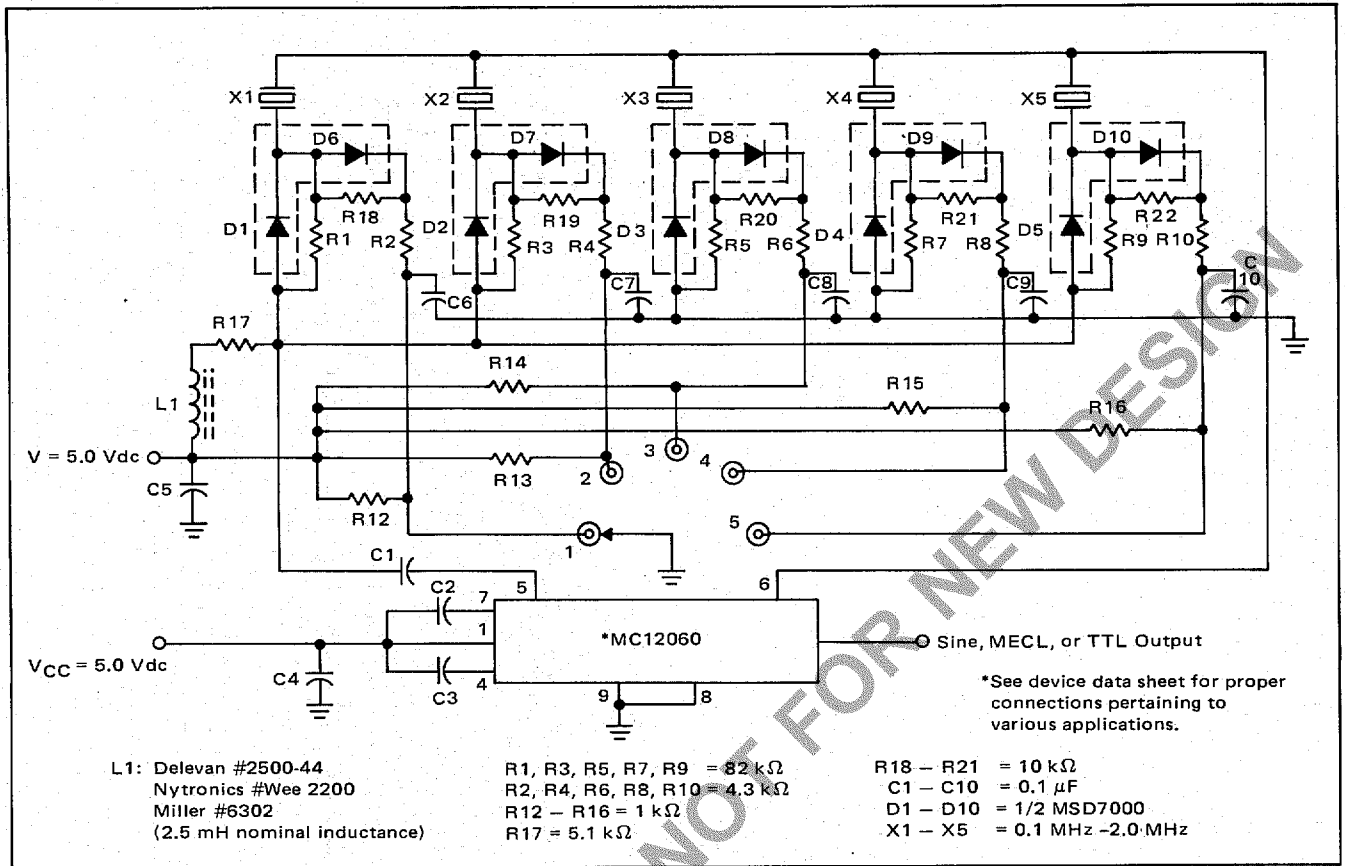 X1 X2 X3 X4 X5
D6 D7 D8 D9 D10
R18 R19 R20 R21 R22
D1 R1 R2 D2 R3 R4 D3 R5 R6 D4 R7 R8 D5 R9 R10
C6 C7 C8 C9 C
10
R17
R14
L1
R15
R16
V = 5.0 Vdc
R13
2
3
4
C5
R12
1
5
C1
5
6
C2
7
1
*MC12060
Sine, MECL, or TTL Output
VCC = 5.0 Vdc
C4
C3
4
9
8
*See device data sheet for proper
connections pertaining to
various applications.
L1: Delevan #2500-44
Nytronics #Wee 2200
Miller #6302
(2.5 mH nominal inductance)
R1, R3, R5, R7, R9 = 82 kΩ
R2, R4, R6, R8, R10 = 4.3 kΩ
R12 – R16 = 1 kΩ
R17 = 5.1 kΩ
R18 – R21 = 10 kΩ
C1 – C10 = 0.1 μF
D1 – D10 = 1/2 MSD7000
X1 – X5 = 0.1 MHz –2.0 MHz
NOT FOR NEW DESIGN